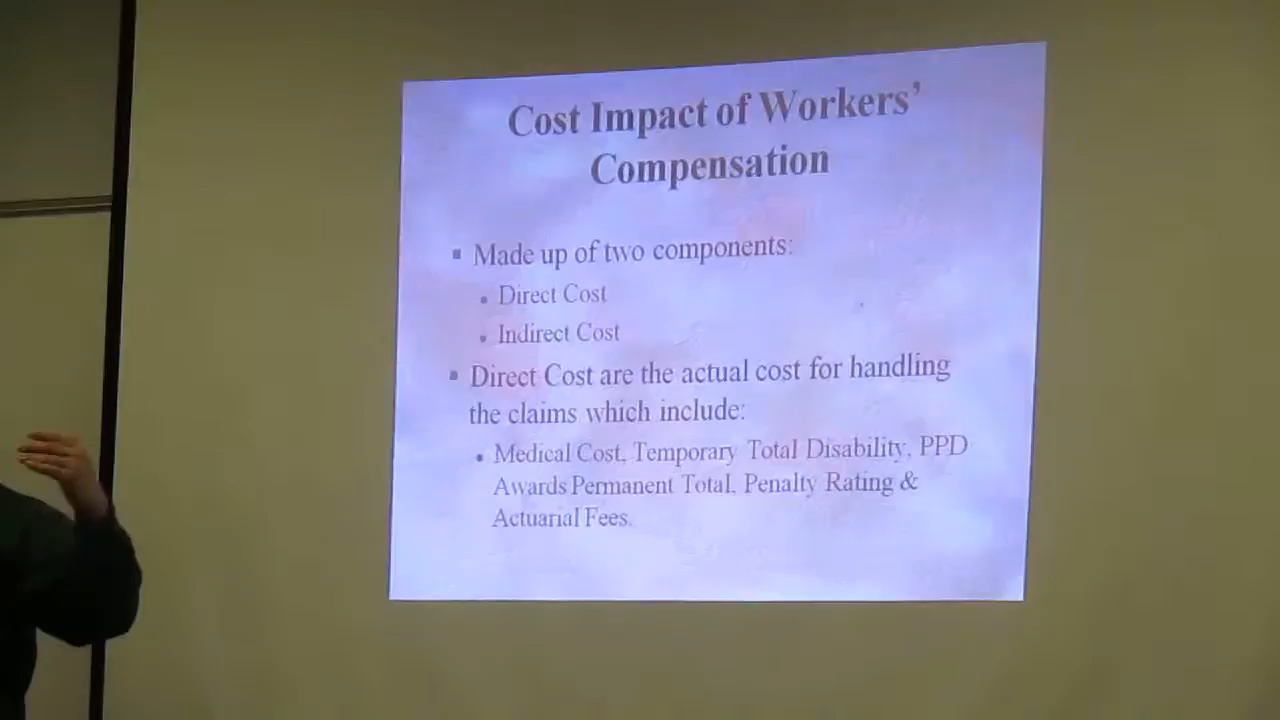 Cost Impact of Workers'
Compensation
Made up of two components:
Direct Cost
Indirect Cost
Direct Cost are the actual cost for handling
the claims which include:
Medical Cost, Temporary Total Disability, PPD
Awards Permanent Total, Penalty Rating &
Actuarial Fees.